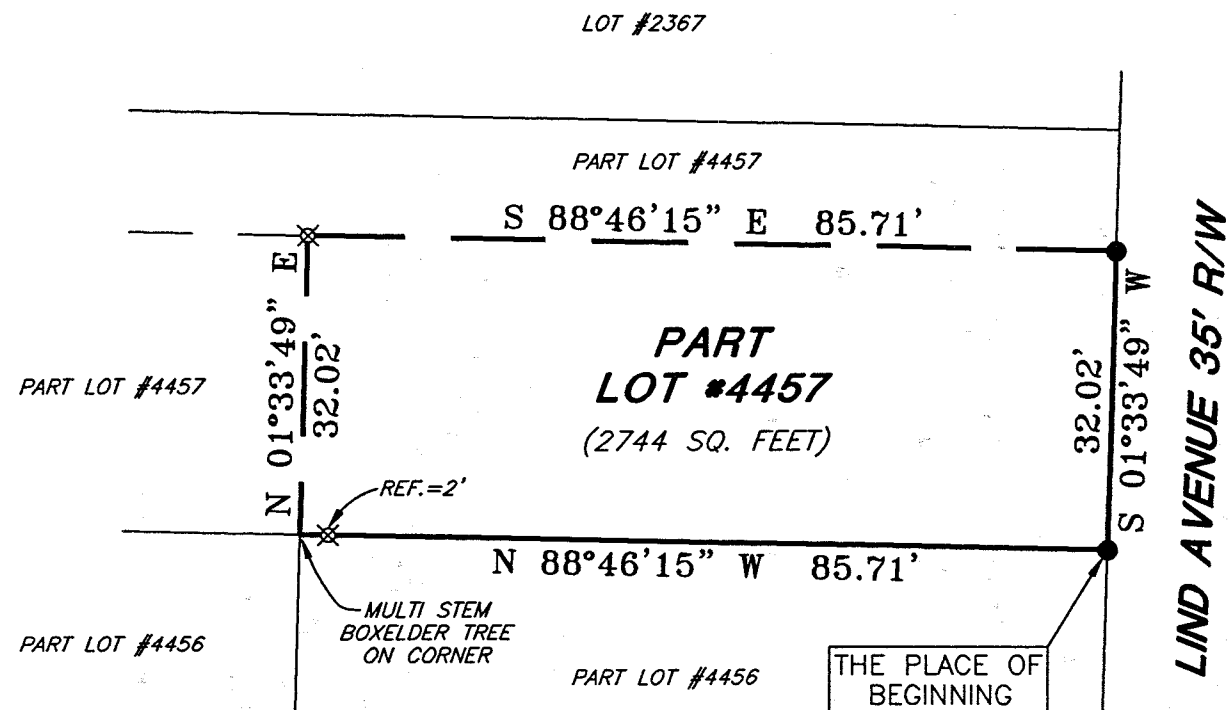 LOT #2367
PART LOT #4457
S 88°46'15" E 85.71'
LIND AVENUE 35' R/W
N 01°33'49" E
32.02'
PART
LOT #4457
(2744 SQ. FEET)
32.02'
S 01°33'49" W
PART LOT #4457
REF.=2'
N 88°46'15" W 85.71'
MULTI STEM
BOXELDER TREE
ON CORNER
PART LOT #4456
PART LOT #4456
THE PLACE OF
BEGINNING